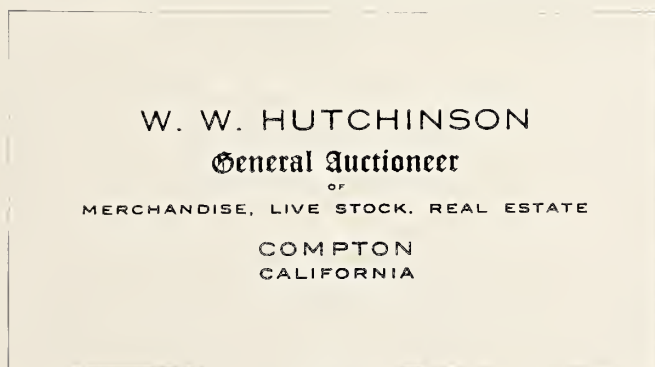 W. W. HUTCHINSON
General Auctioneer
OF
MERCHANDISE, LIVE STOCK. REAL ESTATE
COMPTON
CALIFORNIA